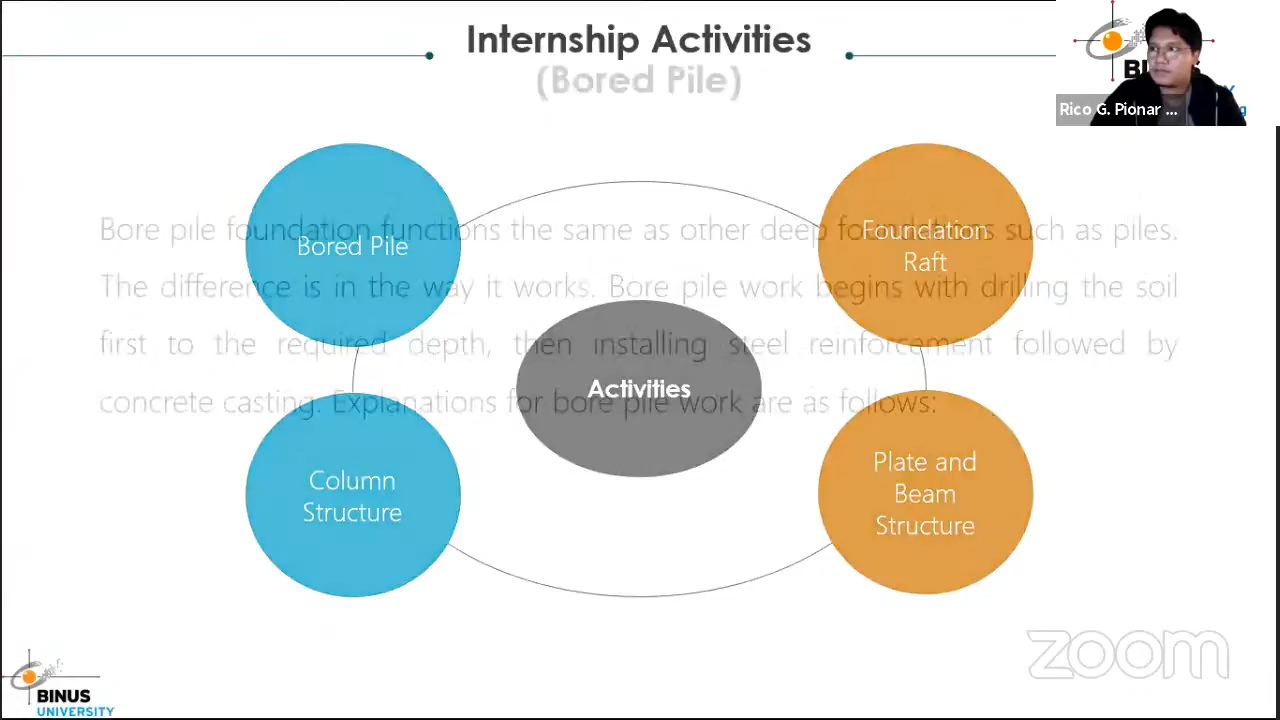 Internship Activities
(Bored Pile)
BINUS
Rico G. Pionar ...
Bore pile foundation functions the same as other deep foundations such as piles.
The difference is in the way it works. Bore pile work begins with drilling the soil
first to the required depth, then installing steel reinforcement followed by
concrete casting. Explanations for bore pile work are as follows:
Bored Pile
Foundation
Raft
Activities
Column
Structure
Plate and
Beam
Structure
zoom
BINUS
UNIVERSITY